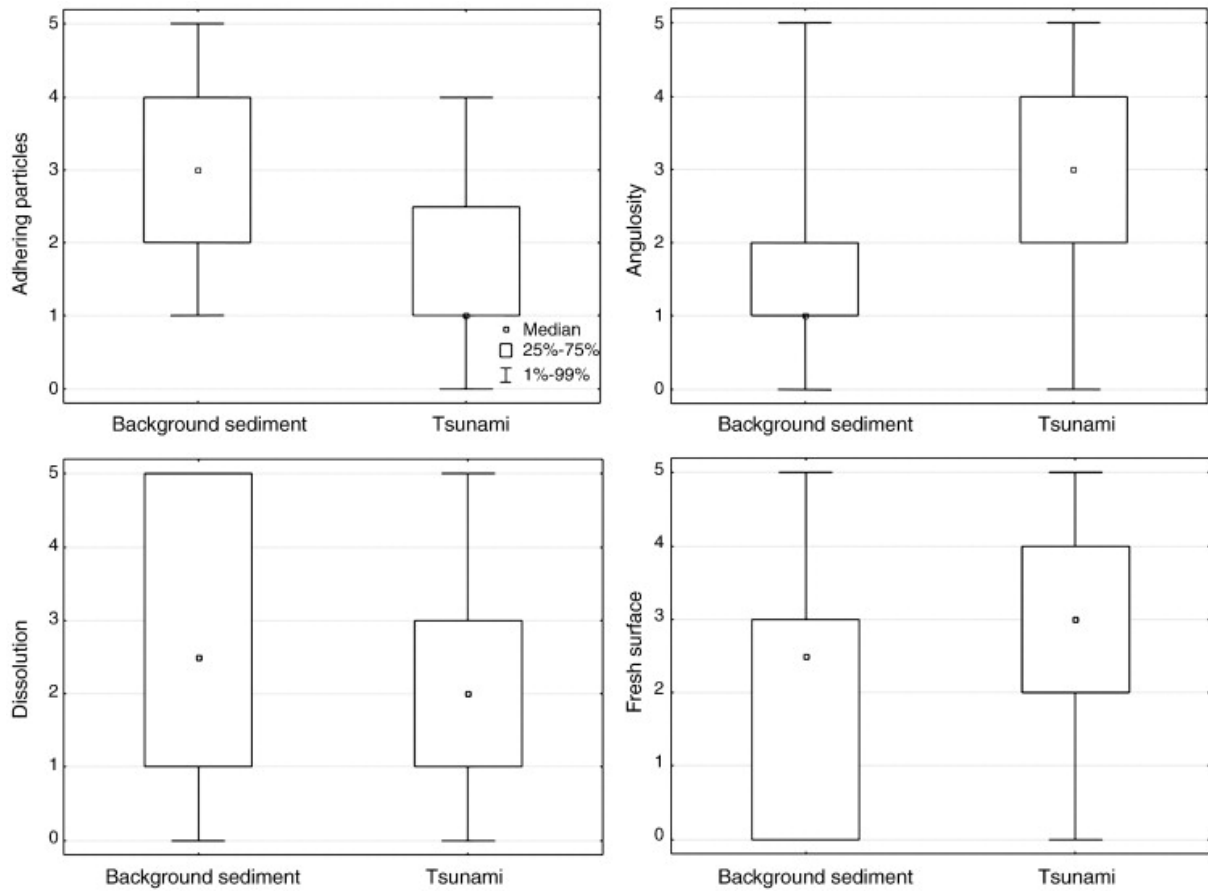 5
4
3
2
1
0
Adhering particles
Median
25%-75%
1%-99%
Background sediment Tsunami
5
4
3
2
1
0
Angulosity
Background sediment Tsunami
5
4
3
2
1
0
Dissolution
Background sediment Tsunami
5
4
3
2
1
0
Fresh surface
Background sediment Tsunami